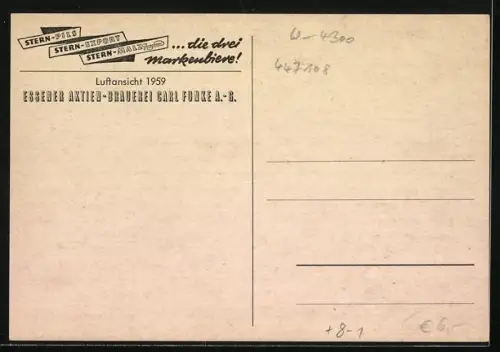 STERN-PILS
STERN-EXPORT
STERN-MALZ
...die drei
Markenbiere!
Luftansicht 1959
ESSENER AKTIEN-BRAUEREI CARL FUNKE A.-G.
W-4300
447108
+8-1
€6,-